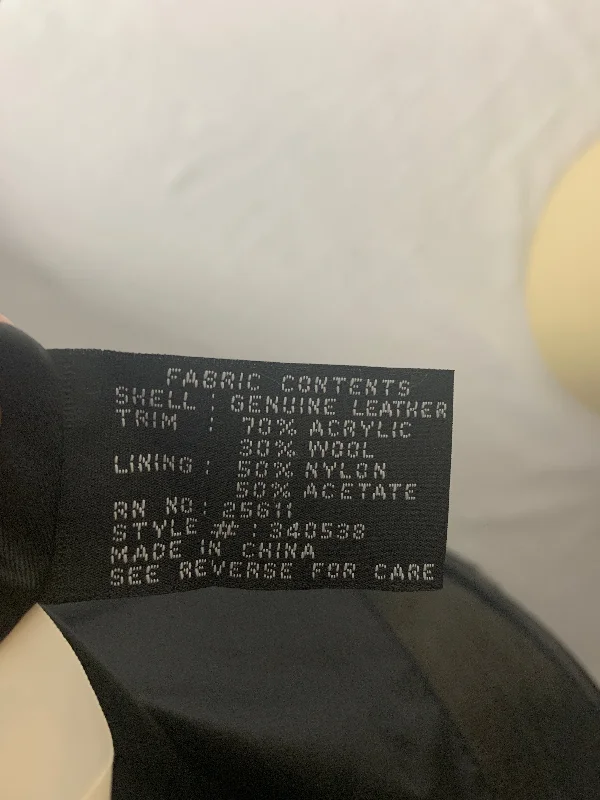 FABRIC CONTENTS
SHELL : GENUINE LEATHER
TRIM : 70% ACRYLIC
30% WOOL
LINING : 50% NYLON
50% ACETATE
RN NO : 25611
STYLE # : 340538
MADE IN CHINA
SEE REVERSE FOR CARE